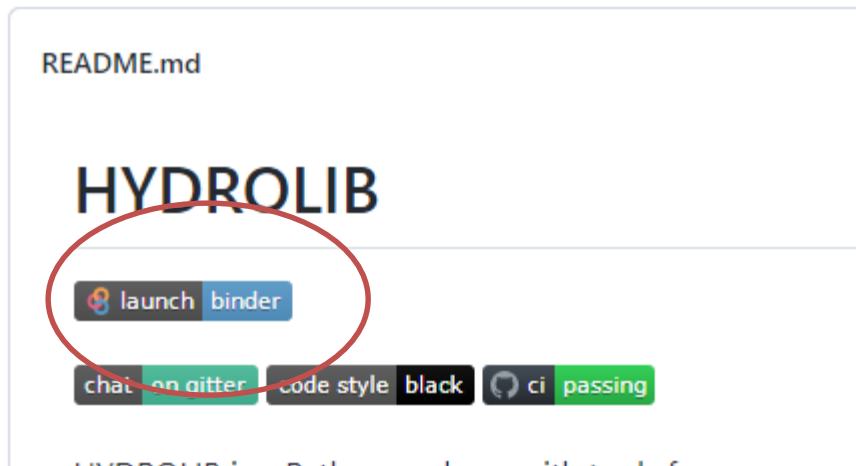 README.md
HYDROLIB
launch binder
chat on gitter code style black ci passing